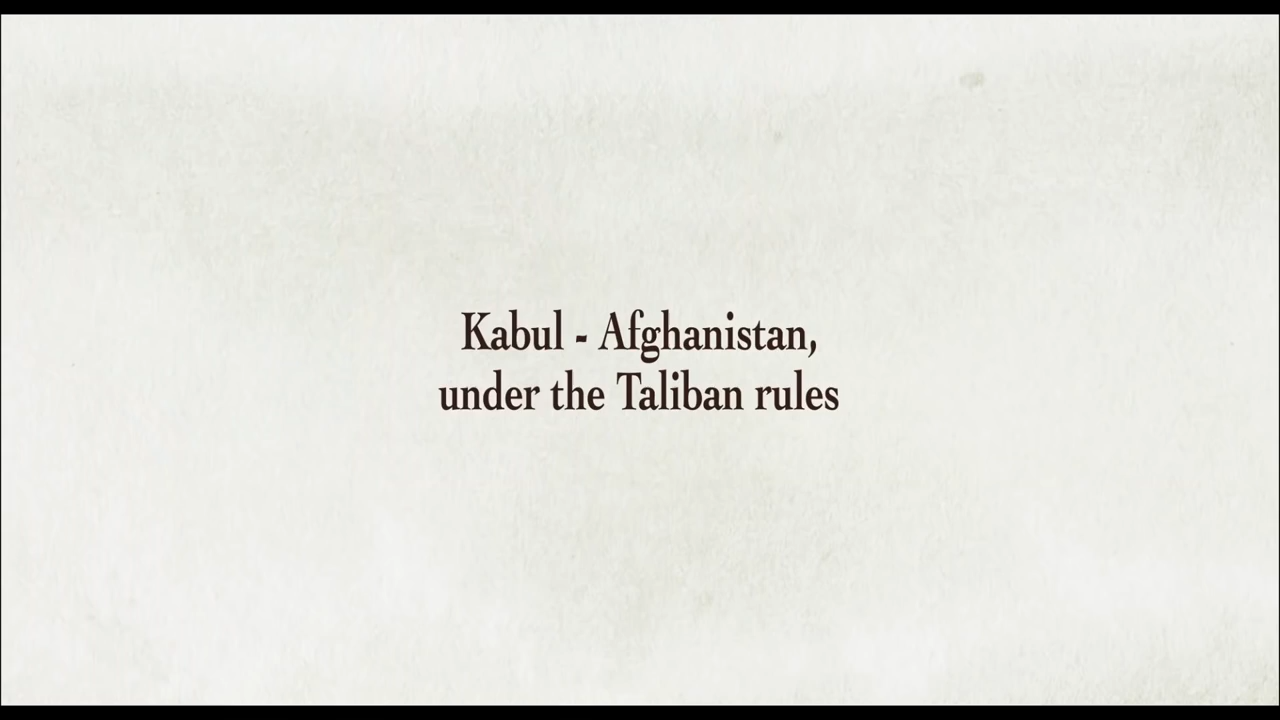 Kabul - Afghanistan,
under the Taliban rules